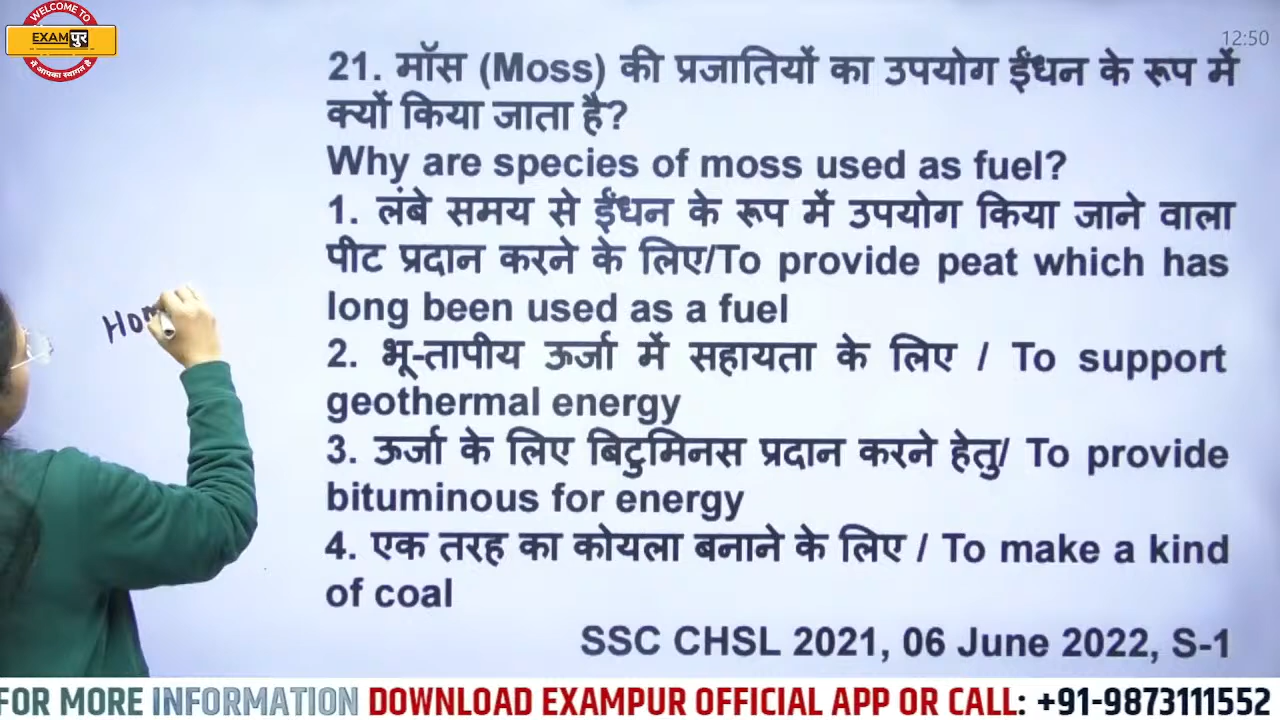 WELCOME TO
EXAMपुर
में आपका स्वागत है
12:50
21. मॉस (Moss) की प्रजातियों का उपयोग ईंधन के रूप में
क्यों किया जाता है?
Why are species of moss used as fuel?
1. लंबे समय से ईंधन के रूप में उपयोग किया जाने वाला
पीट प्रदान करने के लिए/To provide peat which has
long been used as a fuel
2. भू-तापीय ऊर्जा में सहायता के लिए / To support
geothermal energy
3. ऊर्जा के लिए बिटुमिनस प्रदान करने हेतु/ To provide
bituminous for energy
4. एक तरह का कोयला बनाने के लिए / To make a kind
of coal
SSC CHSL 2021, 06 June 2022, S-1
FOR MORE INFORMATION DOWNLOAD EXAMPUR OFFICIAL APP OR CALL: +91-9873111552